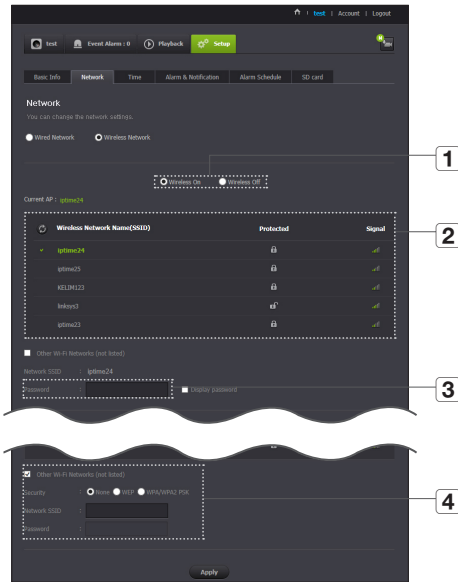 test | Account | Logout
test Event Alarm : 0 Playback Setup
Basic Info Network Time Alarm & Notification Alarm Schedule SD card
Network
You can change the network settings.
Wired Network Wireless Network
1
Wireless On Wireless Off
Current AP : iptime24
2
Wireless Network Name(SSID) Protected Signal
iptime24
iptime25
KELIM123
linksys3
iptime23
Other Wi-Fi Networks (not listed)
Network SSID : iptime24
3
Password : Display password
Other Wi-Fi Networks (not listed)
4
Security : None WEP WPA/WPA2 PSK
Network SSID :
Password :
Apply